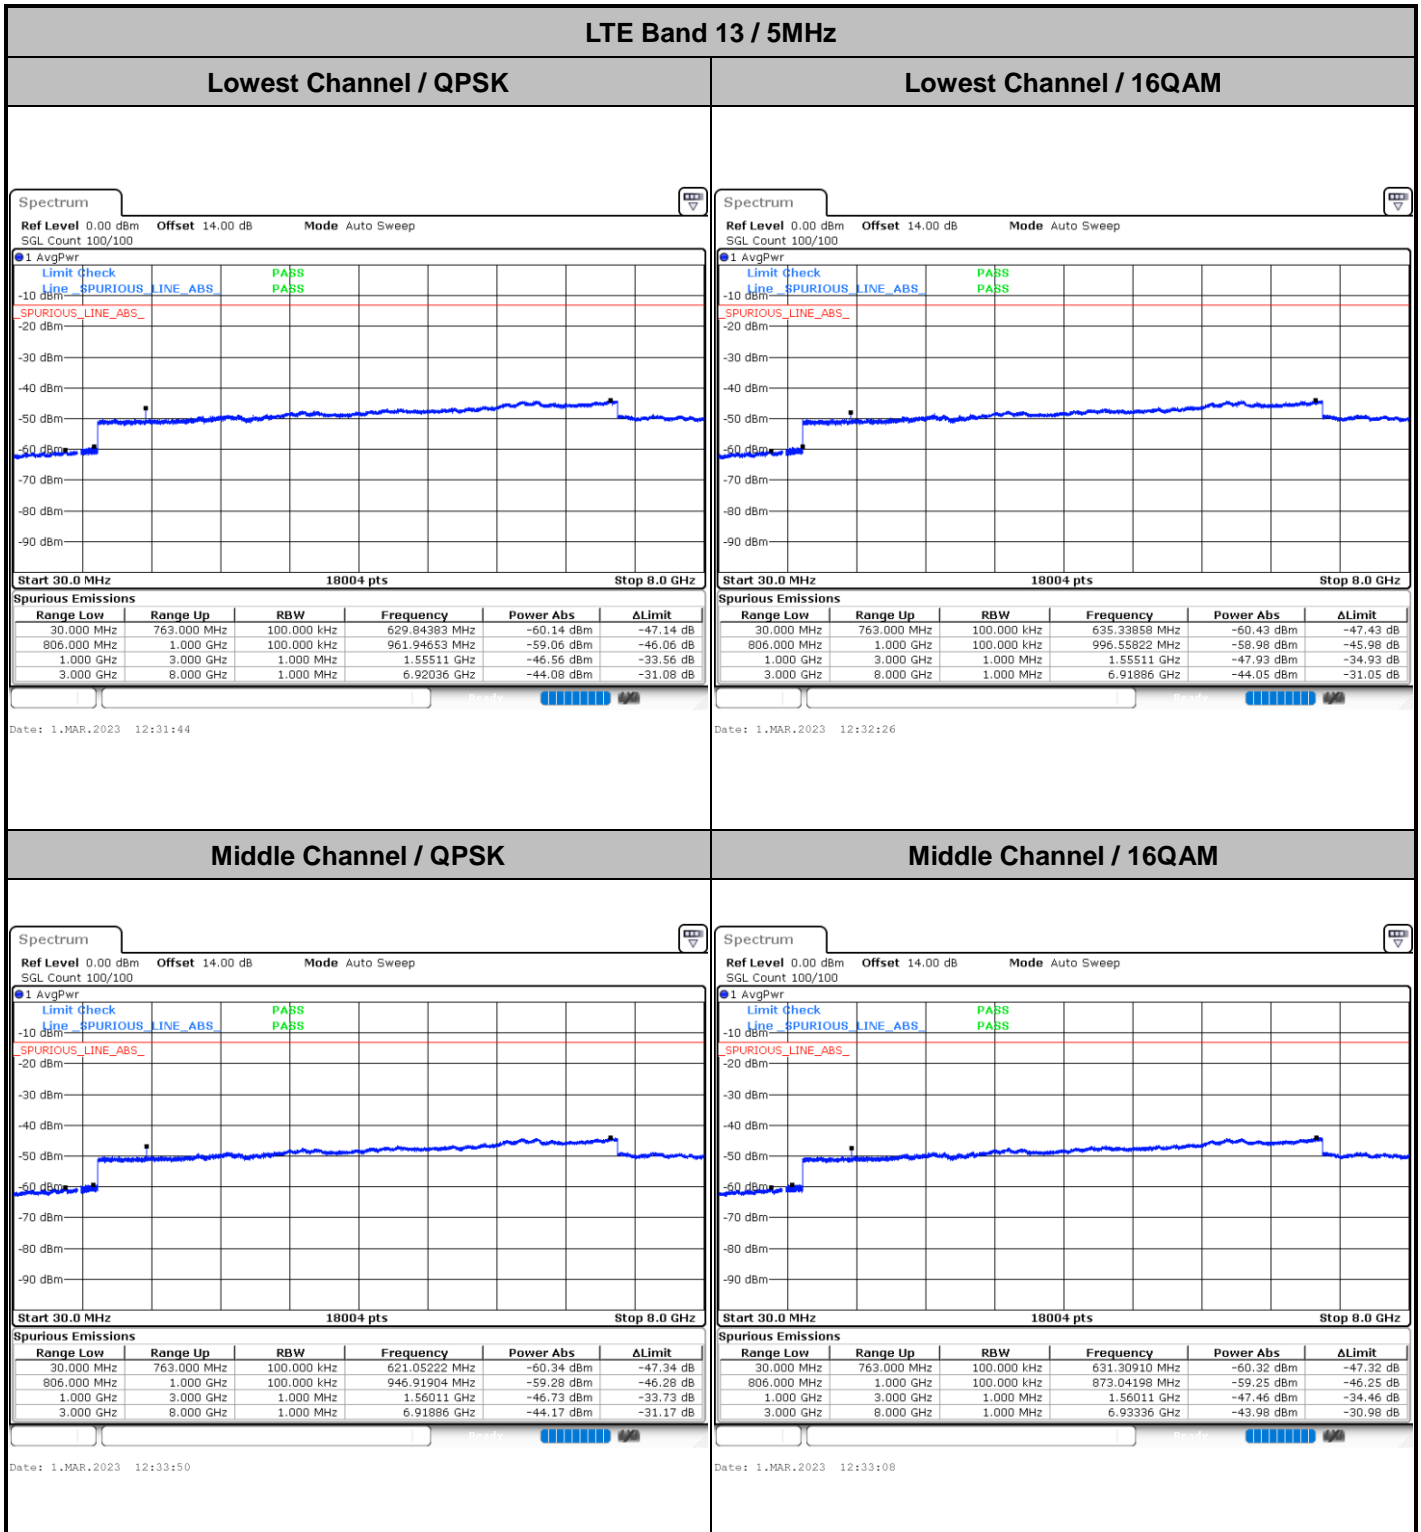 LTE Band 13 / 5MHz
Lowest Channel / QPSK
Lowest Channel / 16QAM
Spectrum
Ref Level 0.00 dBm Offset 14.00 dB Mode Auto Sweep
SGL Count 100/100
1 AvgPwr
Limit Check PASS
Line _SPURIOUS_LINE_ABS_ PASS
-10 dBm
_SPURIOUS_LINE_ABS_
-20 dBm
-30 dBm
-40 dBm
-50 dBm
-60 dBm
-70 dBm
-80 dBm
-90 dBm
Start 30.0 MHz 18004 pts Stop 8.0 GHz
Spurious Emissions
Range Low Range Up RBW Frequency Power Abs ΔLimit
30.000 MHz 763.000 MHz 100.000 kHz 629.84383 MHz -60.14 dBm -47.14 dB
806.000 MHz 1.000 GHz 100.000 kHz 961.94653 MHz -59.06 dBm -46.06 dB
1.000 GHz 3.000 GHz 1.000 MHz 1.55511 GHz -46.56 dBm -33.56 dB
3.000 GHz 8.000 GHz 1.000 MHz 6.92036 GHz -44.08 dBm -31.08 dB
Ready
Date: 1.MAR.2023 12:31:44
Spectrum
Ref Level 0.00 dBm Offset 14.00 dB Mode Auto Sweep
SGL Count 100/100
1 AvgPwr
Limit Check PASS
Line _SPURIOUS_LINE_ABS_ PASS
-10 dBm
_SPURIOUS_LINE_ABS_
-20 dBm
-30 dBm
-40 dBm
-50 dBm
-60 dBm
-70 dBm
-80 dBm
-90 dBm
Start 30.0 MHz 18004 pts Stop 8.0 GHz
Spurious Emissions
Range Low Range Up RBW Frequency Power Abs ΔLimit
30.000 MHz 763.000 MHz 100.000 kHz 635.33858 MHz -60.43 dBm -47.43 dB
806.000 MHz 1.000 GHz 100.000 kHz 996.55822 MHz -58.98 dBm -45.98 dB
1.000 GHz 3.000 GHz 1.000 MHz 1.55511 GHz -47.93 dBm -34.93 dB
3.000 GHz 8.000 GHz 1.000 MHz 6.91886 GHz -44.05 dBm -31.05 dB
Ready
Date: 1.MAR.2023 12:32:26
Middle Channel / QPSK
Middle Channel / 16QAM
Spectrum
Ref Level 0.00 dBm Offset 14.00 dB Mode Auto Sweep
SGL Count 100/100
1 AvgPwr
Limit Check PASS
Line _SPURIOUS_LINE_ABS_ PASS
-10 dBm
_SPURIOUS_LINE_ABS_
-20 dBm
-30 dBm
-40 dBm
-50 dBm
-60 dBm
-70 dBm
-80 dBm
-90 dBm
Start 30.0 MHz 18004 pts Stop 8.0 GHz
Spurious Emissions
Range Low Range Up RBW Frequency Power Abs ΔLimit
30.000 MHz 763.000 MHz 100.000 kHz 621.05222 MHz -60.34 dBm -47.34 dB
806.000 MHz 1.000 GHz 100.000 kHz 946.91904 MHz -59.28 dBm -46.28 dB
1.000 GHz 3.000 GHz 1.000 MHz 1.56011 GHz -46.73 dBm -33.73 dB
3.000 GHz 8.000 GHz 1.000 MHz 6.91886 GHz -44.17 dBm -31.17 dB
Ready
Date: 1.MAR.2023 12:33:50
Spectrum
Ref Level 0.00 dBm Offset 14.00 dB Mode Auto Sweep
SGL Count 100/100
1 AvgPwr
Limit Check PASS
Line _SPURIOUS_LINE_ABS_ PASS
-10 dBm
_SPURIOUS_LINE_ABS_
-20 dBm
-30 dBm
-40 dBm
-50 dBm
-60 dBm
-70 dBm
-80 dBm
-90 dBm
Start 30.0 MHz 18004 pts Stop 8.0 GHz
Spurious Emissions
Range Low Range Up RBW Frequency Power Abs ΔLimit
30.000 MHz 763.000 MHz 100.000 kHz 631.30910 MHz -60.32 dBm -47.32 dB
806.000 MHz 1.000 GHz 100.000 kHz 873.04198 MHz -59.25 dBm -46.25 dB
1.000 GHz 3.000 GHz 1.000 MHz 1.56011 GHz -47.46 dBm -34.46 dB
3.000 GHz 8.000 GHz 1.000 MHz 6.93336 GHz -43.98 dBm -30.98 dB
Ready
Date: 1.MAR.2023 12:33:08